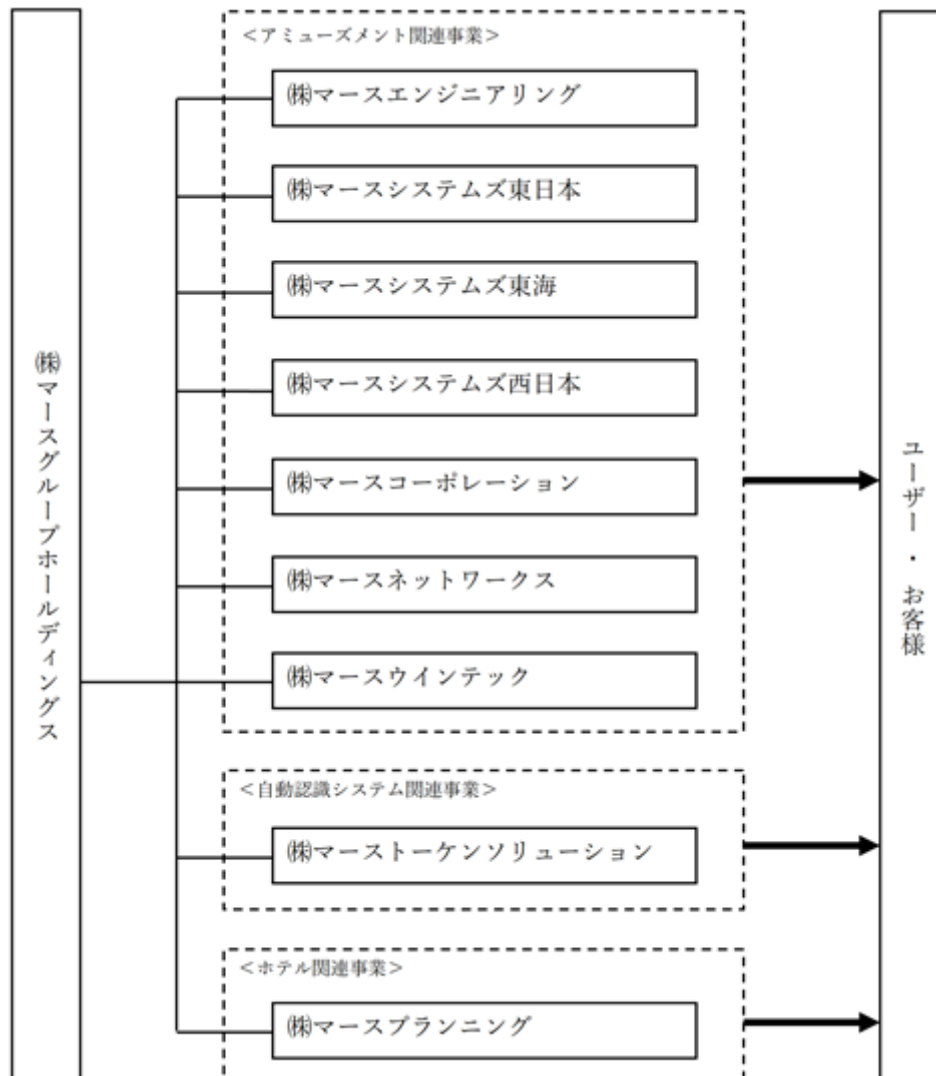 ㈱マースグループホールディングス
＜アミューズメント関連事業＞
㈱マースエンジニアリング
㈱マースシステムズ東日本
㈱マースシステムズ東海
㈱マースシステムズ西日本
㈱マースコーポレーション
㈱マースネットワークス
㈱マースウインテック
＜自動認識システム関連事業＞
㈱マーストーケンソリューション
＜ホテル関連事業＞
㈱マースプランニング
ユーザー・お客様